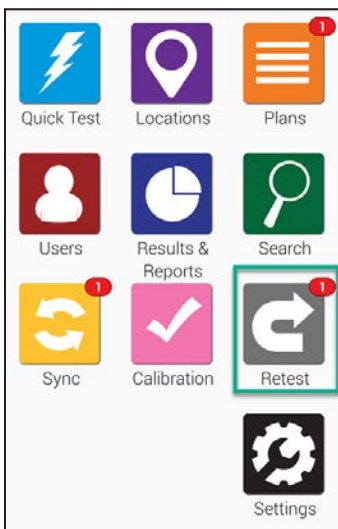 1
Quick Test
Locations
Plans
Users
Results &
Reports
Search
1
1
Sync
Calibration
Retest
Settings